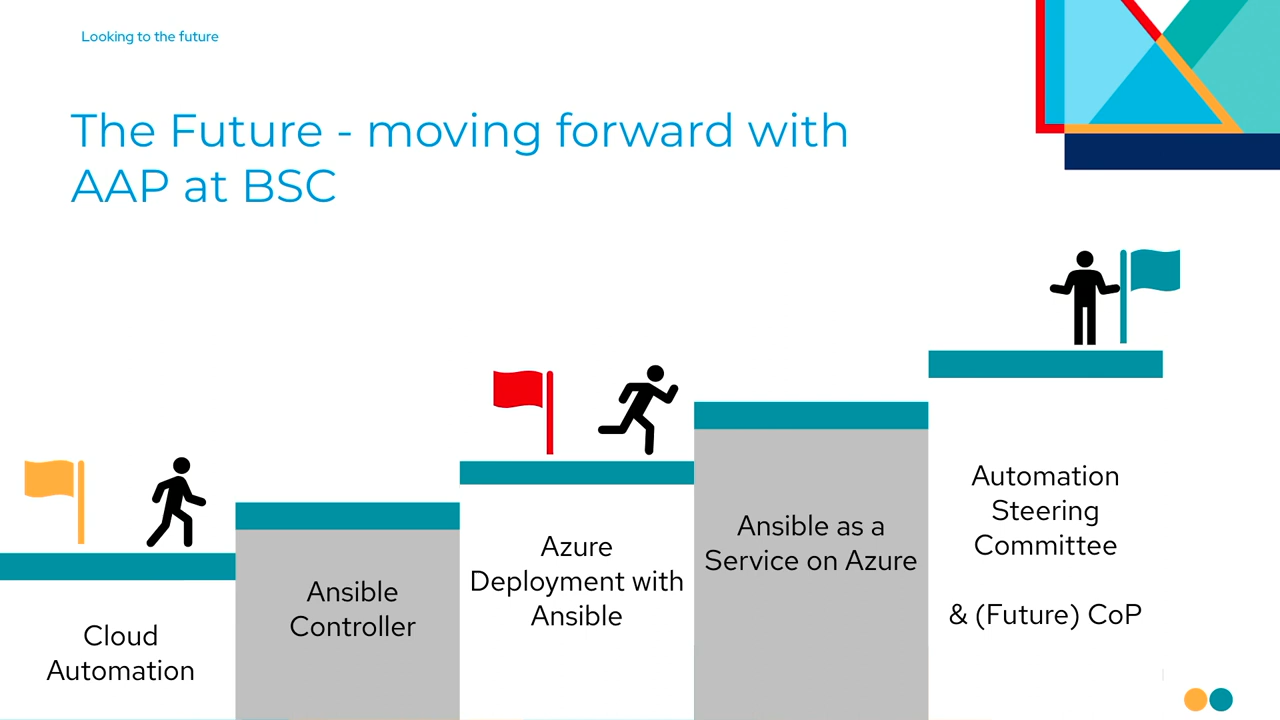 Looking to the future
The Future - moving forward with
AAP at BSC
Cloud
Automation
Ansible
Controller
Azure
Deployment with
Ansible
Ansible as a
Service on Azure
Automation
Steering
Committee
& (Future) CoP